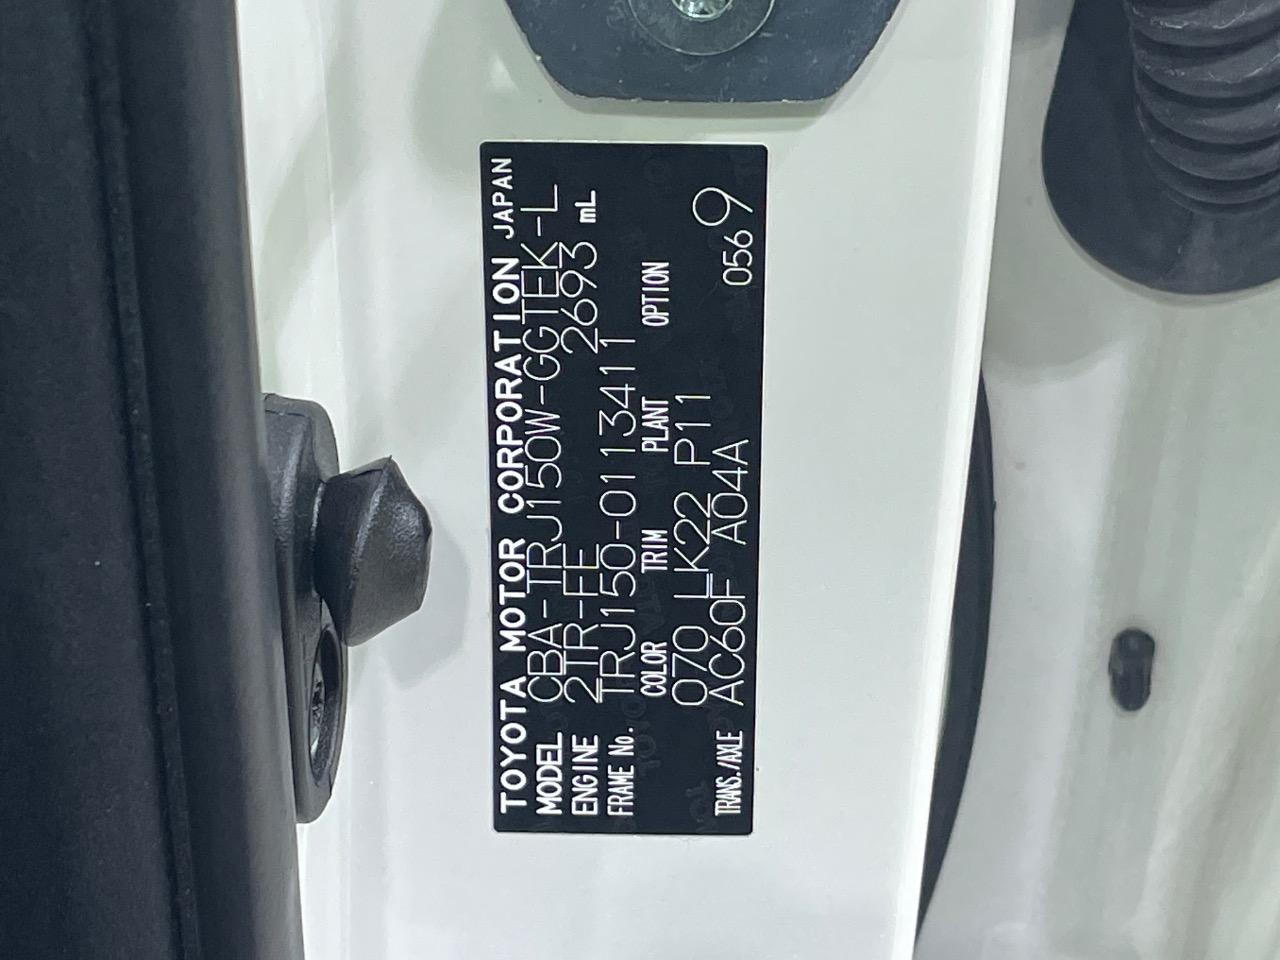 TOYOTA MOTOR CORPORATION JAPAN
MODEL CBA-TRJ150W-GGTEK-L
ENGINE 2TR-FE 2693 mL
FRAME No. TRJ150-0113411
COLOR TRIM PLANT OPTION
070 LK22 P11
TRANS./AXLE AC60F A04A 0569